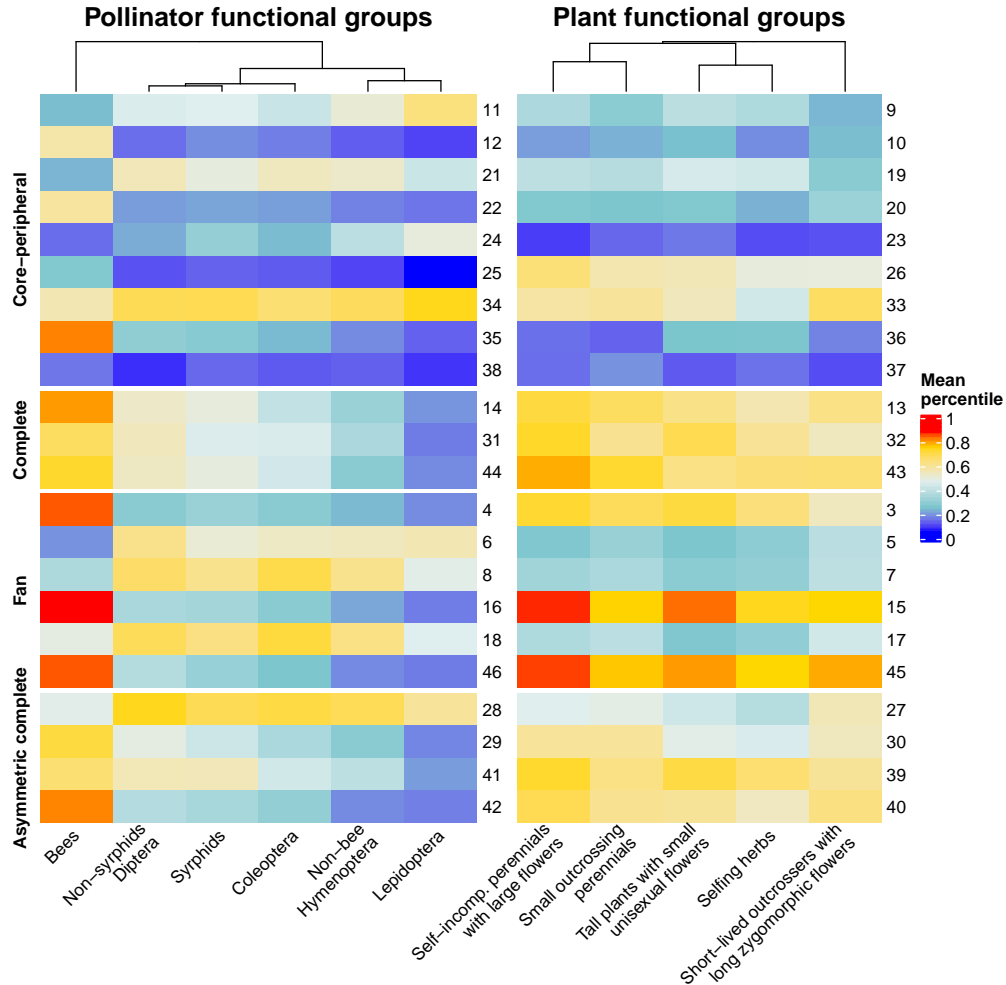 Pollinator functional groups
Plant functional groups
Core−peripheral
Complete
Fan
Asymmetric complete
11
12
21
22
24
25
34
35
38
14
31
44
4
6
8
16
18
46
28
29
41
42
9
10
19
20
23
26
33
36
37
13
32
43
3
5
7
15
17
45
27
30
39
40
Mean
percentile
1
0.8
0.6
0.4
0.2
0
Bees
Non−syrphids
Diptera
Syrphids
Coleoptera
Non−bee
Hymenoptera
Lepidoptera
Self−incomp. perennials
with large flowers
Small outcrossing
perennials
Tall plants with small
unisexual flowers
Selfing herbs
Short−lived outcrossers with
long zygomorphic flowers